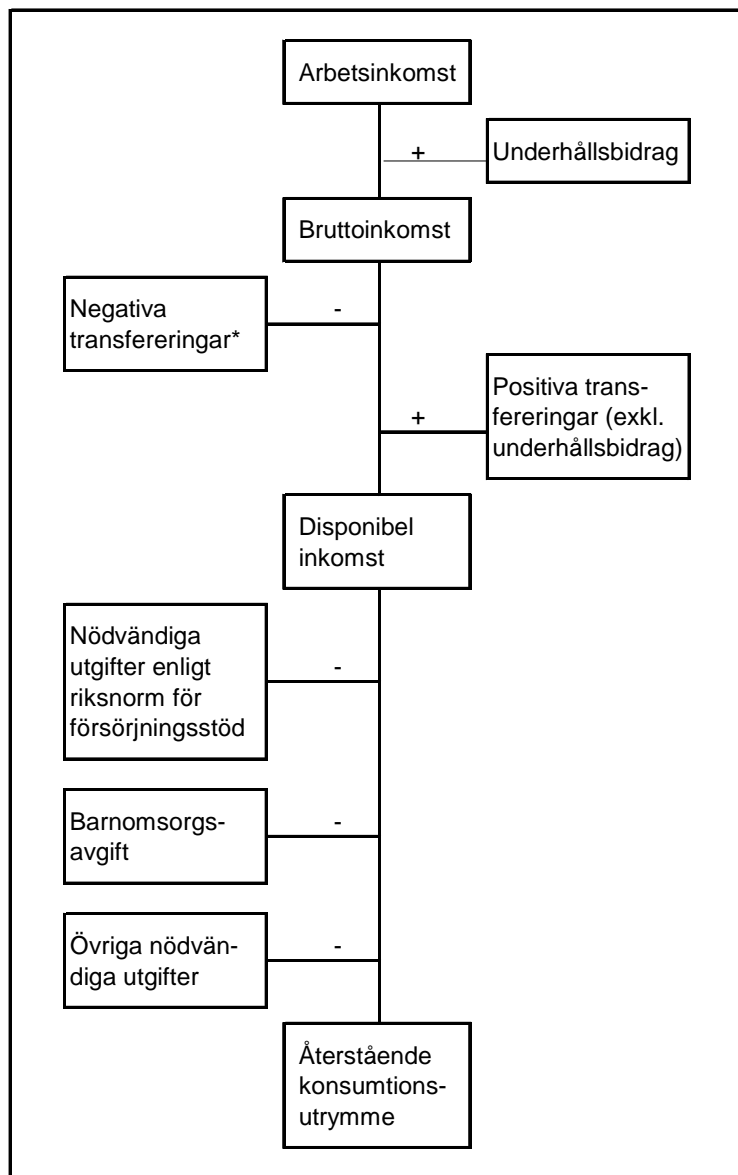 Arbetsinkomst
+
Underhållsbidrag
Bruttoinkomst
Negativa
transfereringar*
-
Positiva trans-
fereringar (exkl.
underhållsbidrag)
+
Disponibel
inkomst
Nödvändiga
utgifter enligt
riksnorm för
försörjningsstöd
-
Barnomsorgs-
avgift
-
Övriga nödvän-
diga utgifter
-
Återstående
konsumtions-
utrymme